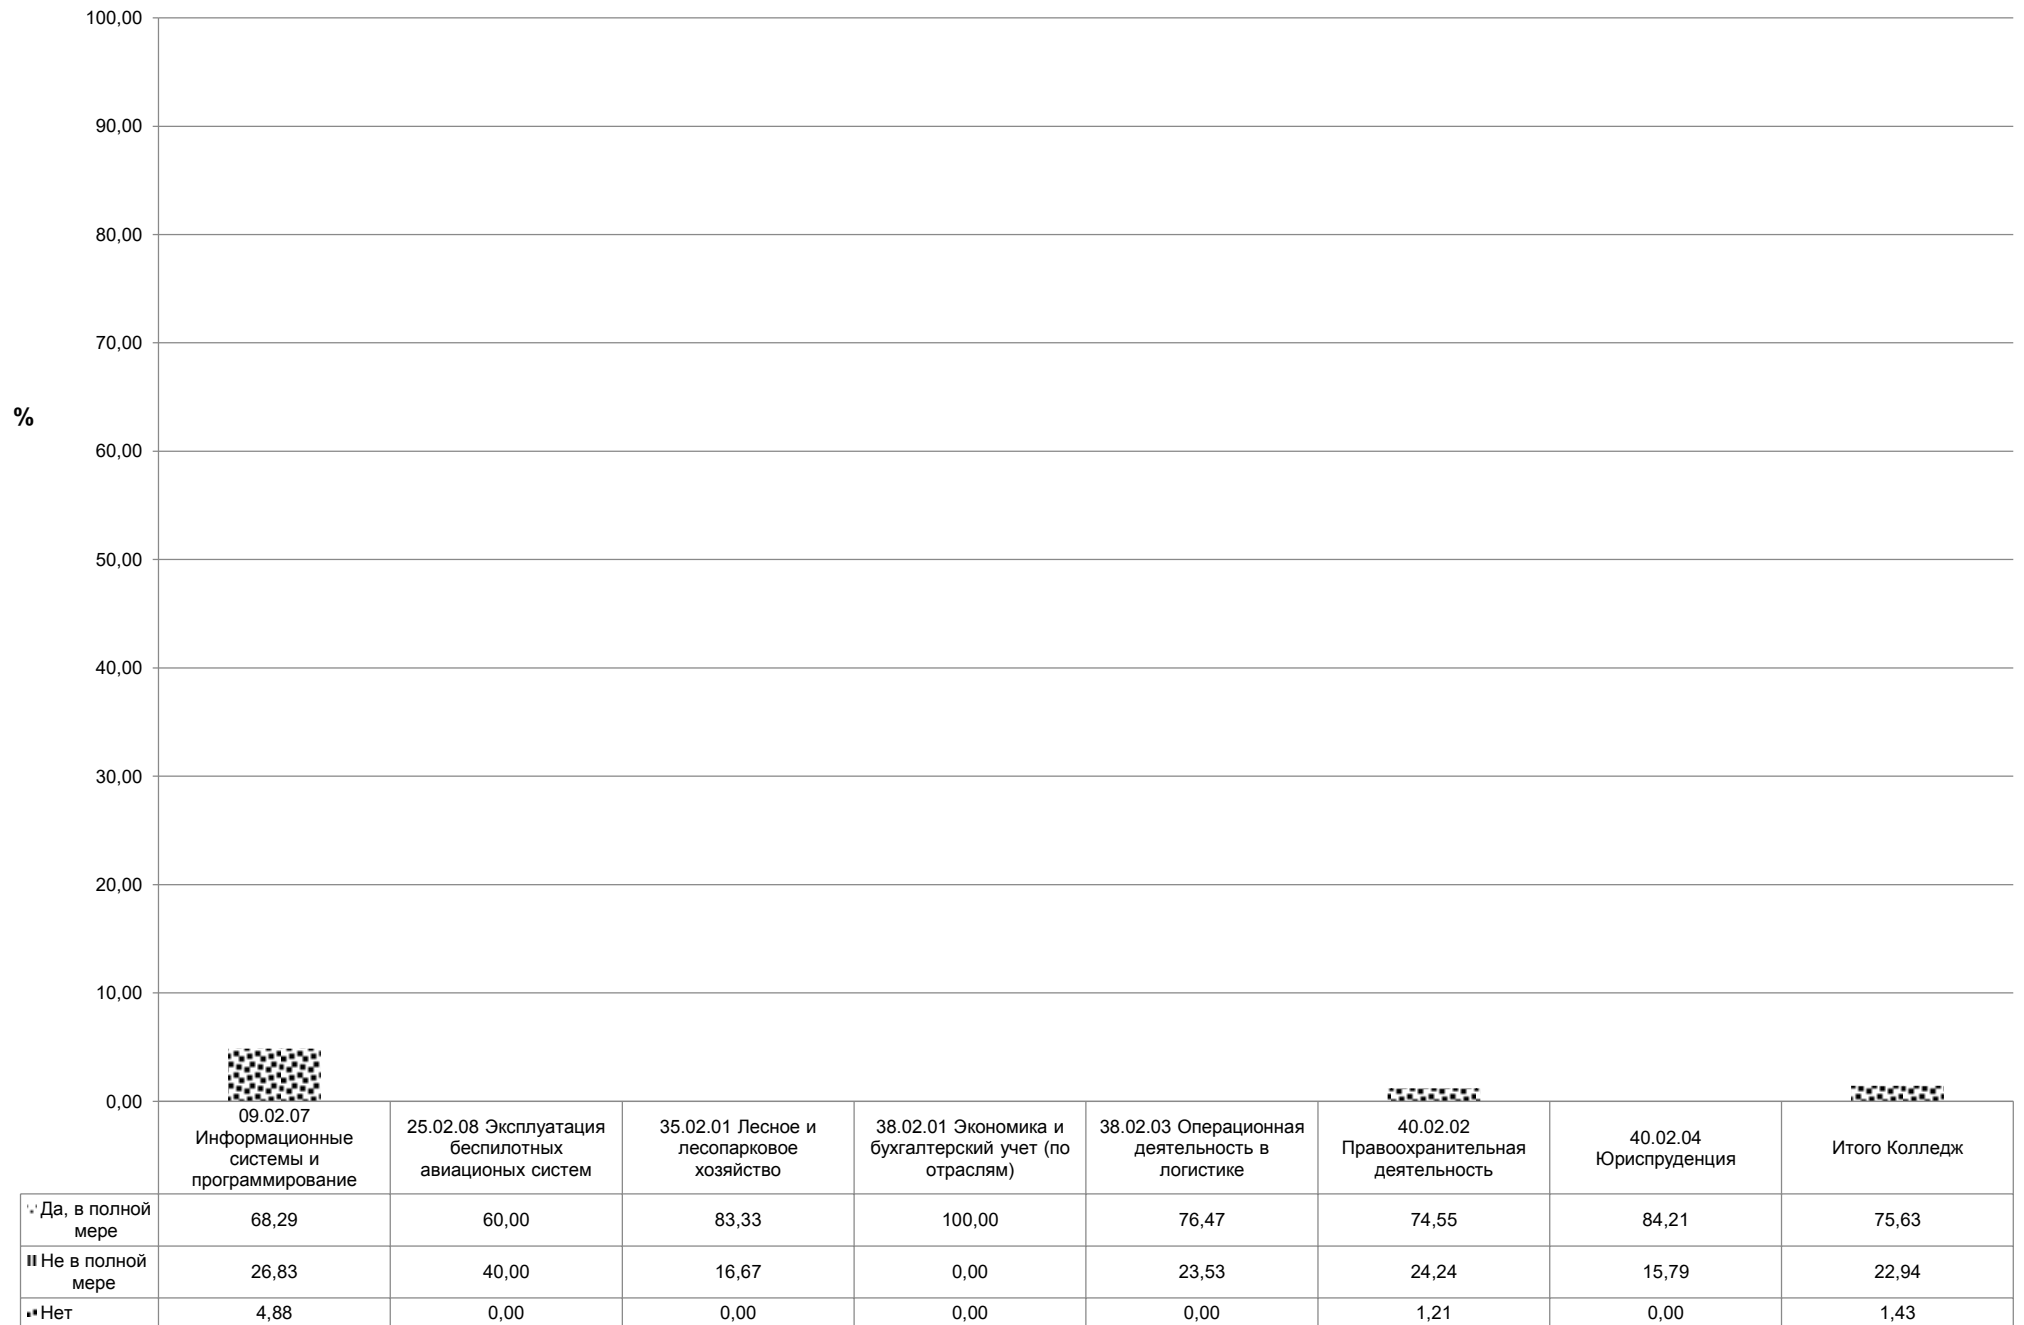 100,00
90,00
80,00
70,00
%
60,00
50,00
40,00
30,00
20,00
10,00
0,00
09.02.07
Информационные
системы и
программирование
25.02.08 Эксплуатация
беспилотных
авиационых систем
35.02.01 Лесное и
лесопарковое
хозяйство
38.02.01 Экономика и
бухгалтерский учет (по
отраслям)
38.02.03 Операционная
деятельность в
логистике
40.02.02
Правоохранительная
деятельность
40.02.04
Юриспруденция
Итого Колледж
Да, в полной
мере
68,29 60,00 83,33 100,00 76,47 74,55 84,21 75,63
Не в полной
мере
26,83 40,00 16,67 0,00 23,53 24,24 15,79 22,94
Нет 4,88 0,00 0,00 0,00 0,00 1,21 0,00 1,43